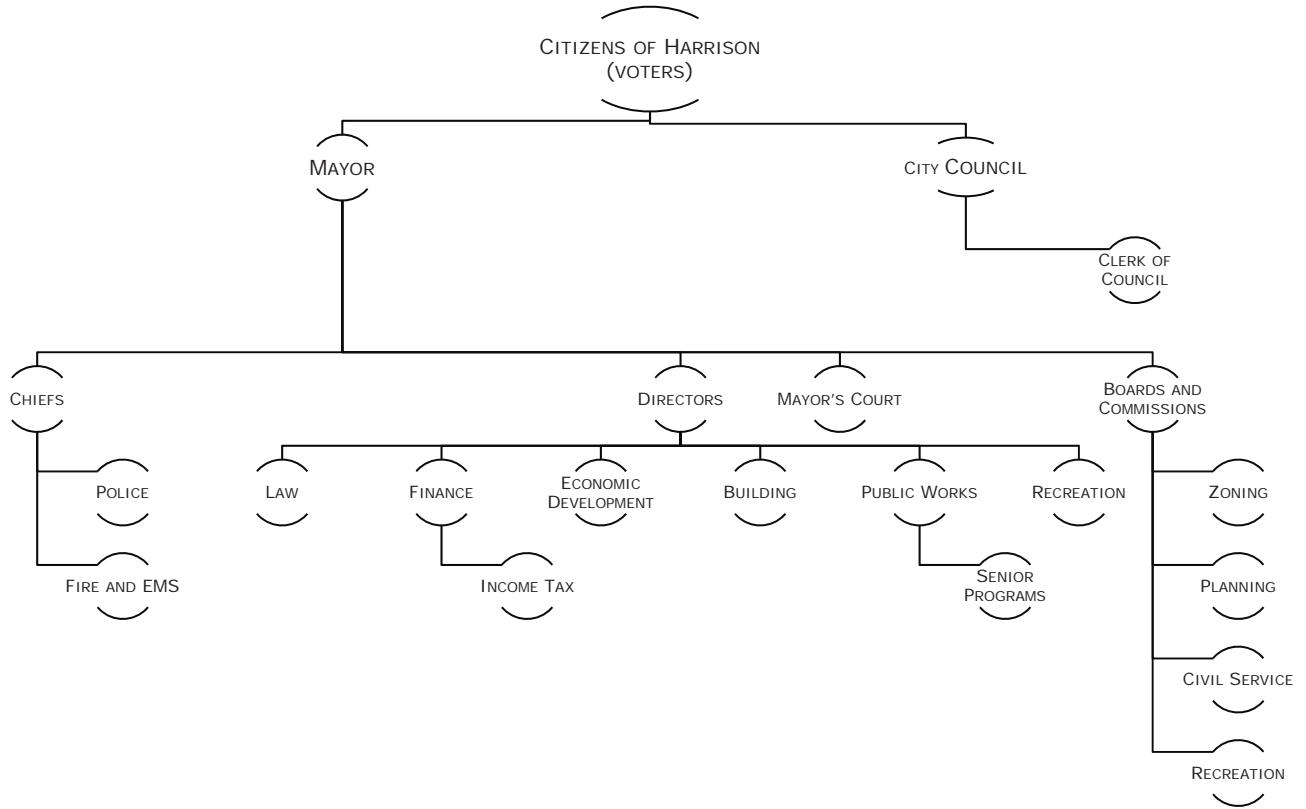 CITIZENS OF HARRISON
(VOTERS)
MAYOR
CITY COUNCIL
CLERK OF
COUNCIL
CHIEFS
DIRECTORS
MAYOR'S COURT
BOARDS AND
COMMISSIONS
POLICE
LAW
FINANCE
ECONOMIC
DEVELOPMENT
BUILDING
PUBLIC WORKS
RECREATION
ZONING
FIRE AND EMS
INCOME TAX
SENIOR
PROGRAMS
PLANNING
CIVIL SERVICE
RECREATION